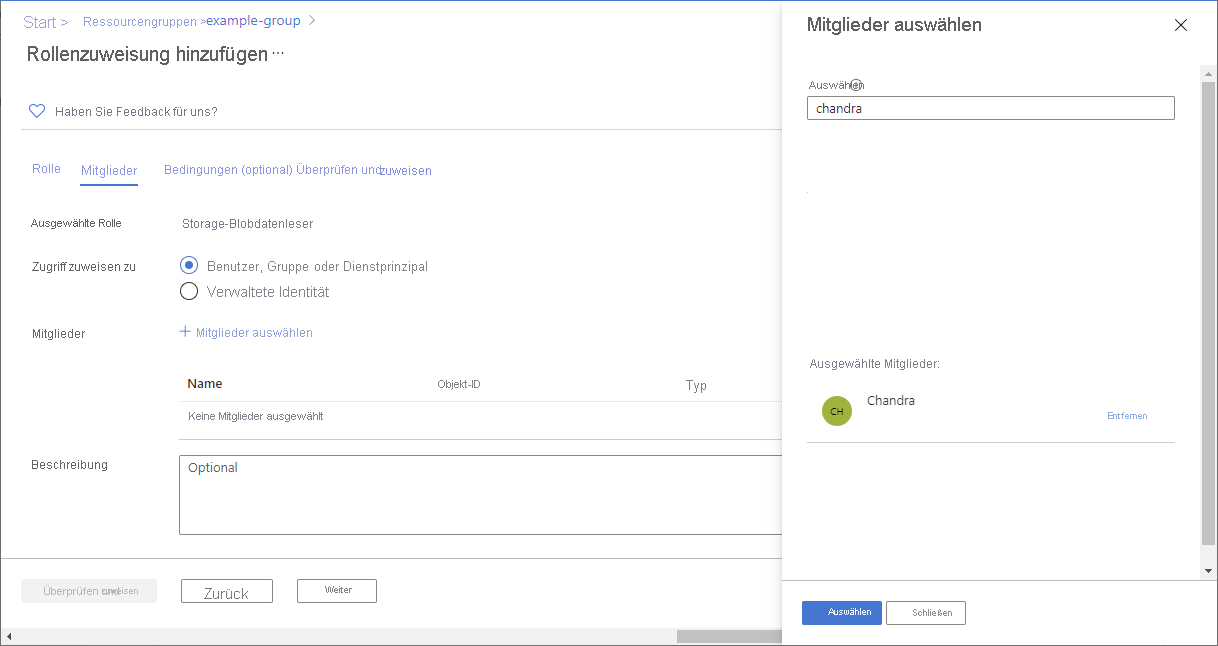 Start > Ressourcengruppen >example-group >
Rollenzuweisung hinzufügen ...
Haben Sie Feedback für uns?
Rolle Mitglieder Bedingungen (optional) Überprüfen und zuweisen
Ausgewählte Rolle Storage-Blobdatenleser
Zugriff zuweisen zu Benutzer, Gruppe oder Dienstprinzipal
Verwaltete Identität
Mitglieder + Mitglieder auswählen
Name Objekt-ID Typ
Keine Mitglieder ausgewählt
Beschreibung Optional
Überprüfen und zuweisen Zurück Weiter
Mitglieder auswählen
Auswählen
chandra
Ausgewählte Mitglieder:
CH Chandra
Entfernen
Auswählen Schließen